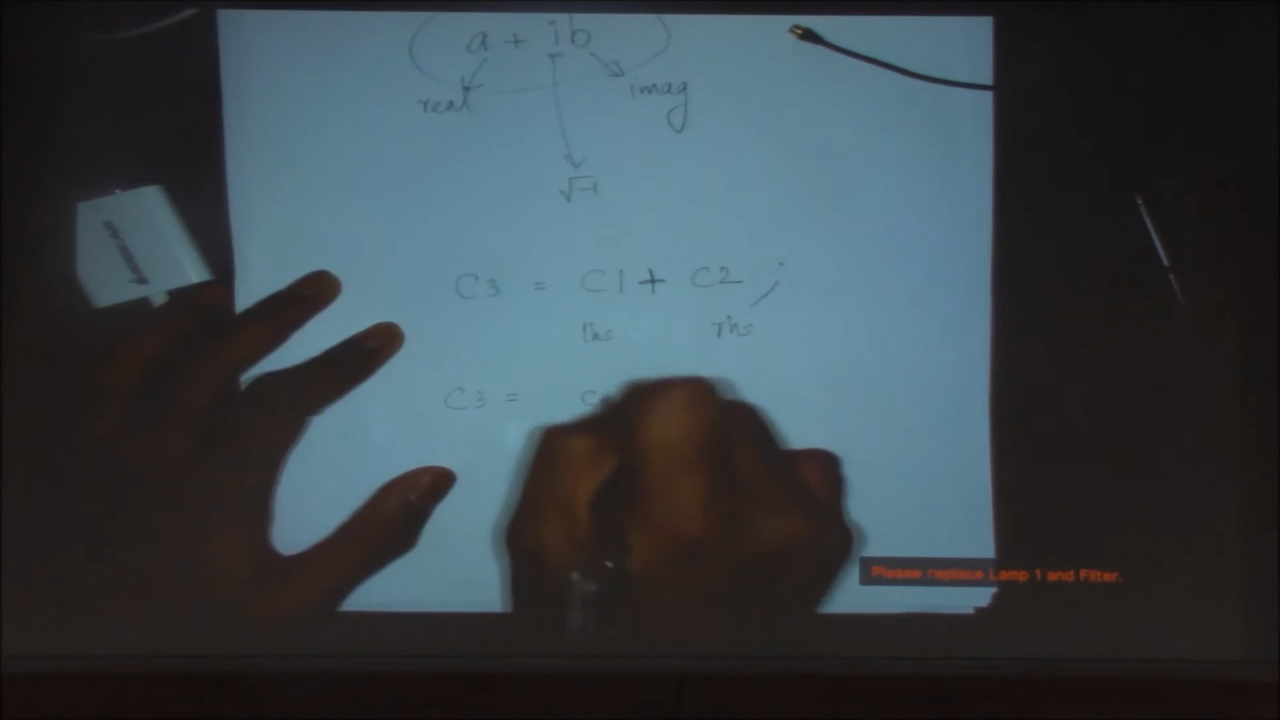 a + ib
real imag
√-1
C3 = C1 + C2 ;
lhs rhs
C3 = C
Please replace Lamp 1 and Filter.